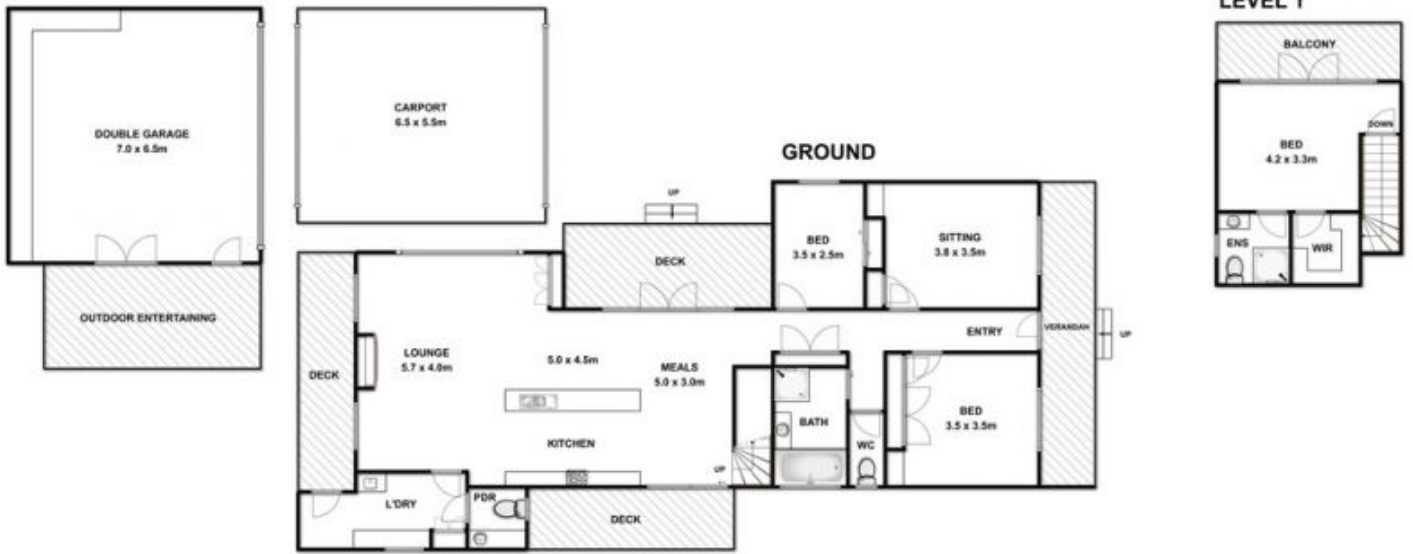 LEVEL 1
BALCONY
BED
4.2 x 3.3m
DOWN
ENS
WIR
DOUBLE GARAGE
7.0 x 6.5m
OUTDOOR ENTERTAINING
CARPORT
6.5 x 5.5m
GROUND
UP
DECK
BED
3.5 x 2.5m
SITTING
3.8 x 3.5m
ENTRY
VERANDAH
UP
DECK
LOUNGE
5.7 x 4.0m
5.0 x 4.5m
MEALS
5.0 x 3.0m
KITCHEN
UP
BATH
WC
BED
3.5 x 3.5m
L'DRY
PDR
DECK